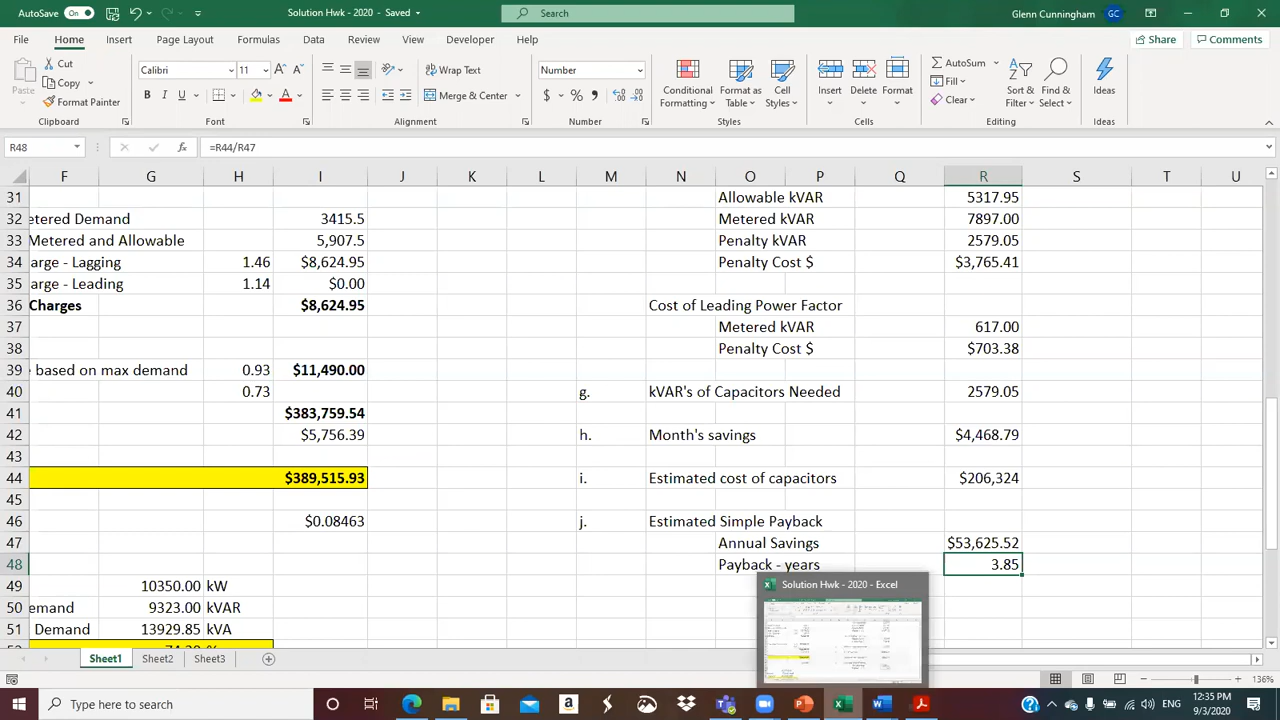 AutoSave On Solution Hwk - 2020 - Saved Search Glenn Cunningham GC
File Home Insert Page Layout Formulas Data Review View Developer Help Share Comments
Paste Cut Copy Format Painter Clipboard
libi 11 A A B I U A Font
Wrap Text Merge & Center Alignment
Number $ % , Number
Conditional Formatting Format as Table Cell Styles Styles
Insert Delete Format Cells
AutoSum Fill Clear Sort & Filter Find & Select Editing
Ideas Ideas
R48 fx =R44/R47
F G H I J K L M N O P Q R S T U
31 Allowable kVAR 5317.95
32 etered Demand 3415.5 Metered kVAR 7897.00
33 Metered and Allowable 5,907.5 Penalty kVAR 2579.05
34 arge - Lagging 1.46 $8,624.95 Penalty Cost $ $3,765.41
35 arge - Leading 1.14 $0.00
36 Charges $8,624.95 Cost of Leading Power Factor
37 Metered kVAR 617.00
38 Penalty Cost $ $703.38
39 based on max demand 0.93 $11,490.00
40 0.73 g. kVAR's of Capacitors Needed 2579.05
41 $383,759.54
42 $5,756.39 h. Month's savings $4,468.79
43
44 $389,515.93 i. Estimated cost of capacitors $206,324
45
46 $0.08463 j. Estimated Simple Payback
47 Annual Savings $53,625.52
48 Payback - years 3.85
49 10050.00 kW
50 emand kVAR
51 Demand kVA
Solution Hwk - 2020 - Excel
Sheet1
Type here to search
ENG 12:35 PM
9/3/2020